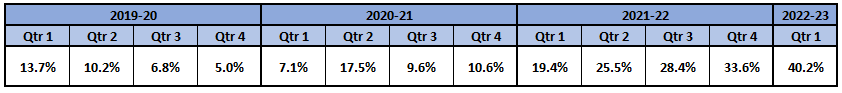 2019-20 2020-21 2021-22 2022-23
Qtr 1 Qtr 2 Qtr 3 Qtr 4 Qtr 1 Qtr 2 Qtr 3 Qtr 4 Qtr 1 Qtr 2 Qtr 3 Qtr 4 Qtr 1
13.7% 10.2% 6.8% 5.0% 7.1% 17.5% 9.6% 10.6% 19.4% 25.5% 28.4% 33.6% 40.2%